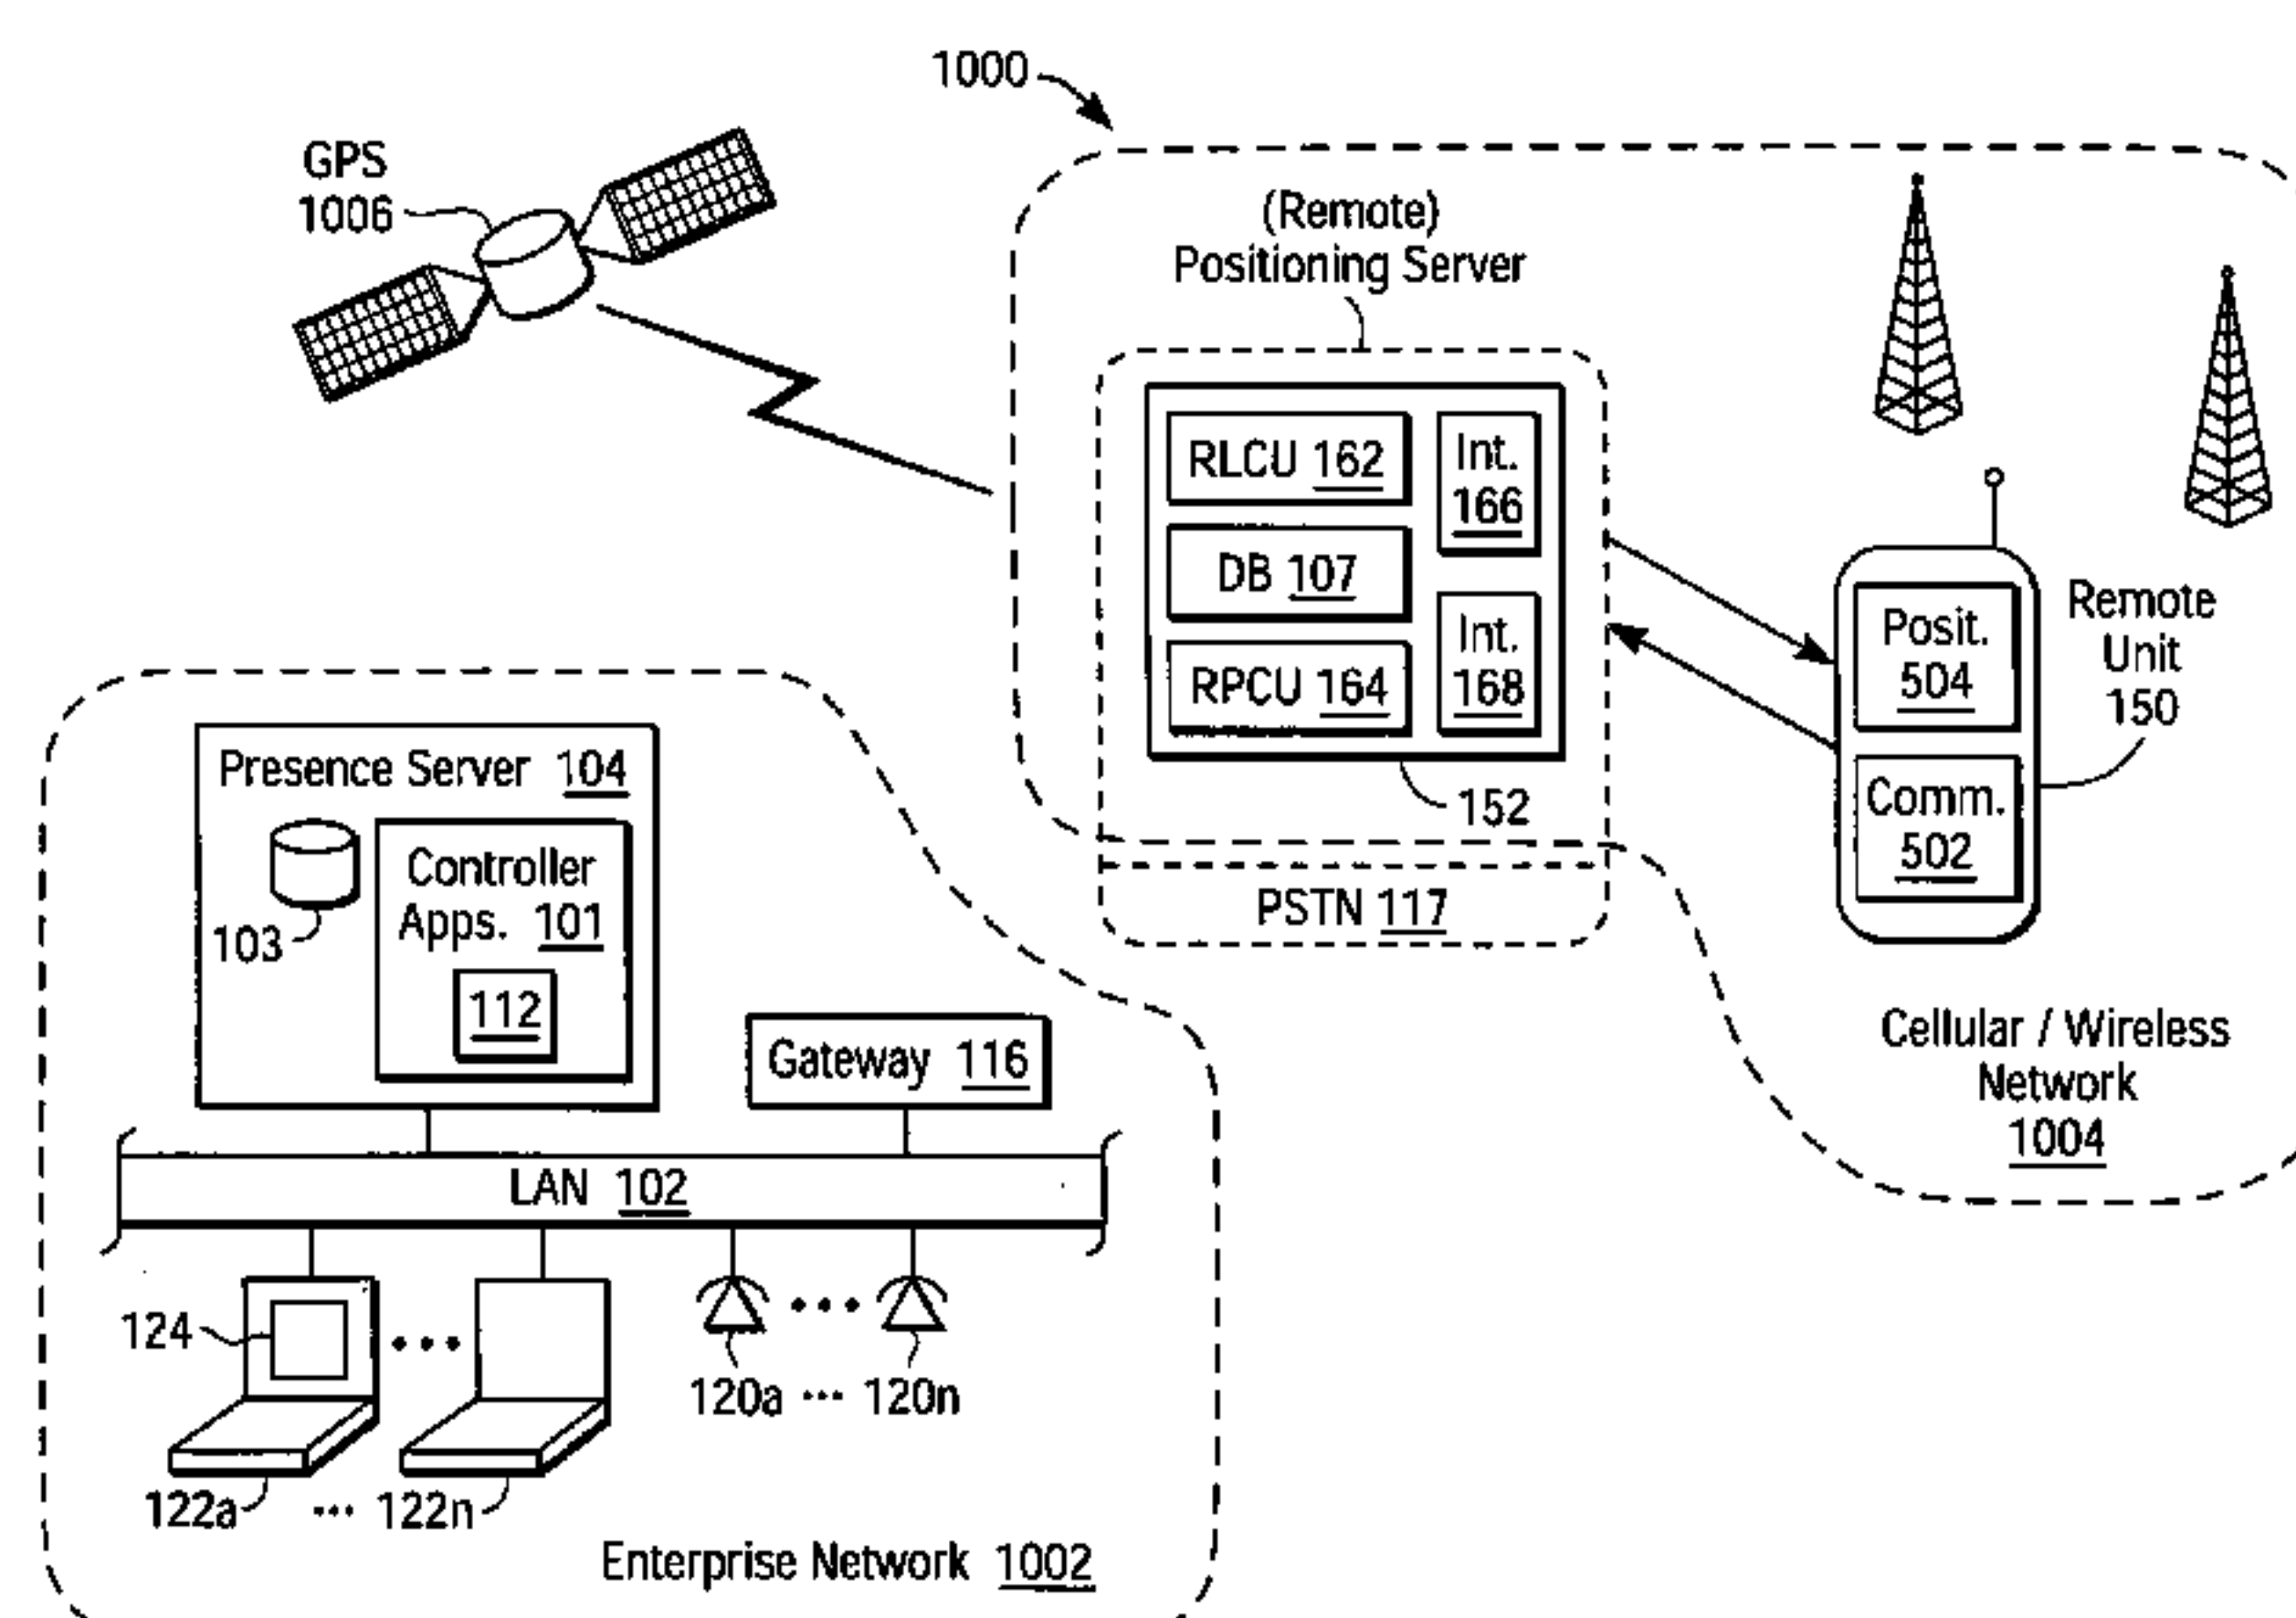 1000
GPS
1006
(Remote)
Positioning Server
RLCU 162
Int.
166
DB 107
Int.
168
RPCU 164
152
PSTN 117
Posit.
504
Comm.
502
Remote
Unit
150
Cellular / Wireless
Network
1004
Presence Server 104
103
Controller
Apps. 101
112
Gateway 116
LAN 102
124
120a ... 120n
122a ... 122n
Enterprise Network 1002